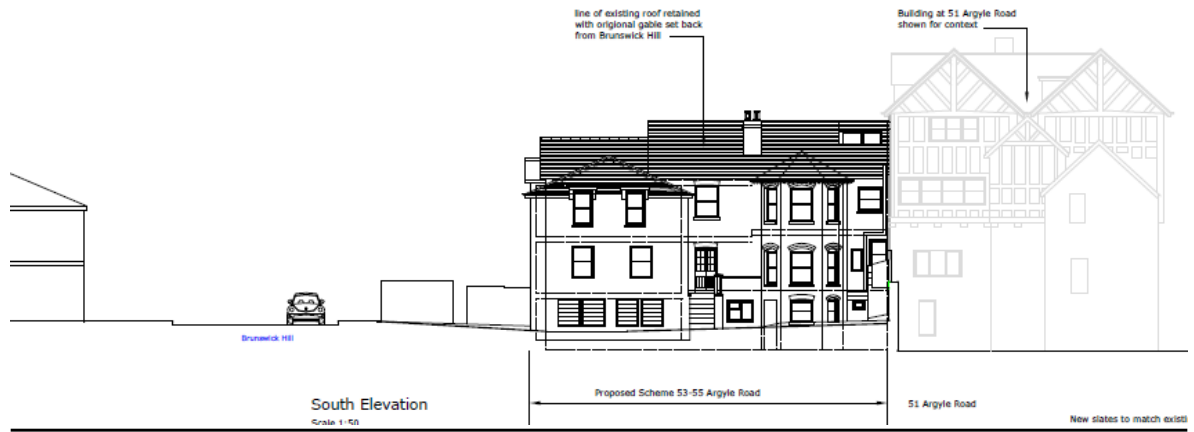 line of existing roof retained
with origional gable set back
from Brunswick Hill
Building at 51 Argyle Road
shown for context
Brunswick Hill
Proposed Scheme 53-55 Argyle Road
51 Argyle Road
South Elevation
Scale 1:50
New slates to match existi